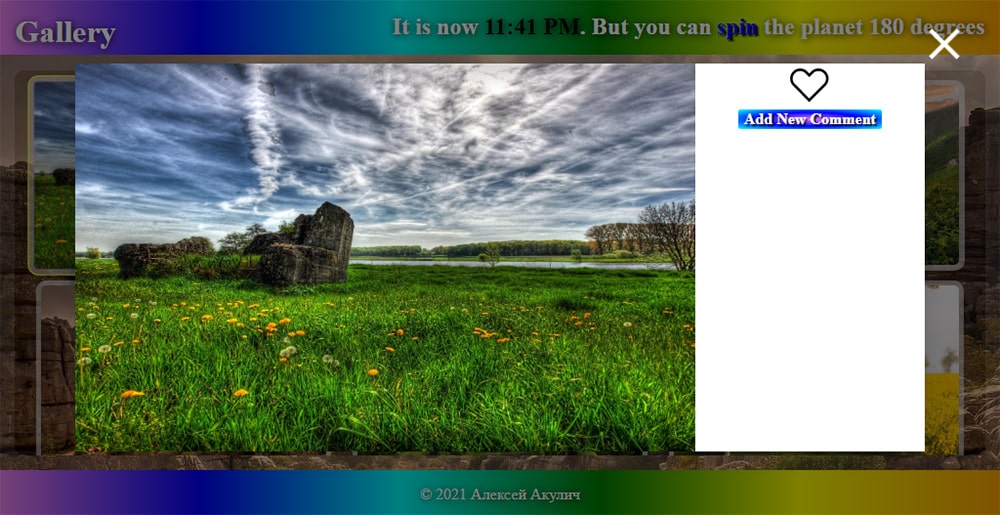 Gallery
It is now 11:41 PM. But you can spin the planet 180 degrees
Add New Comment
© 2021 Алексей Акулич